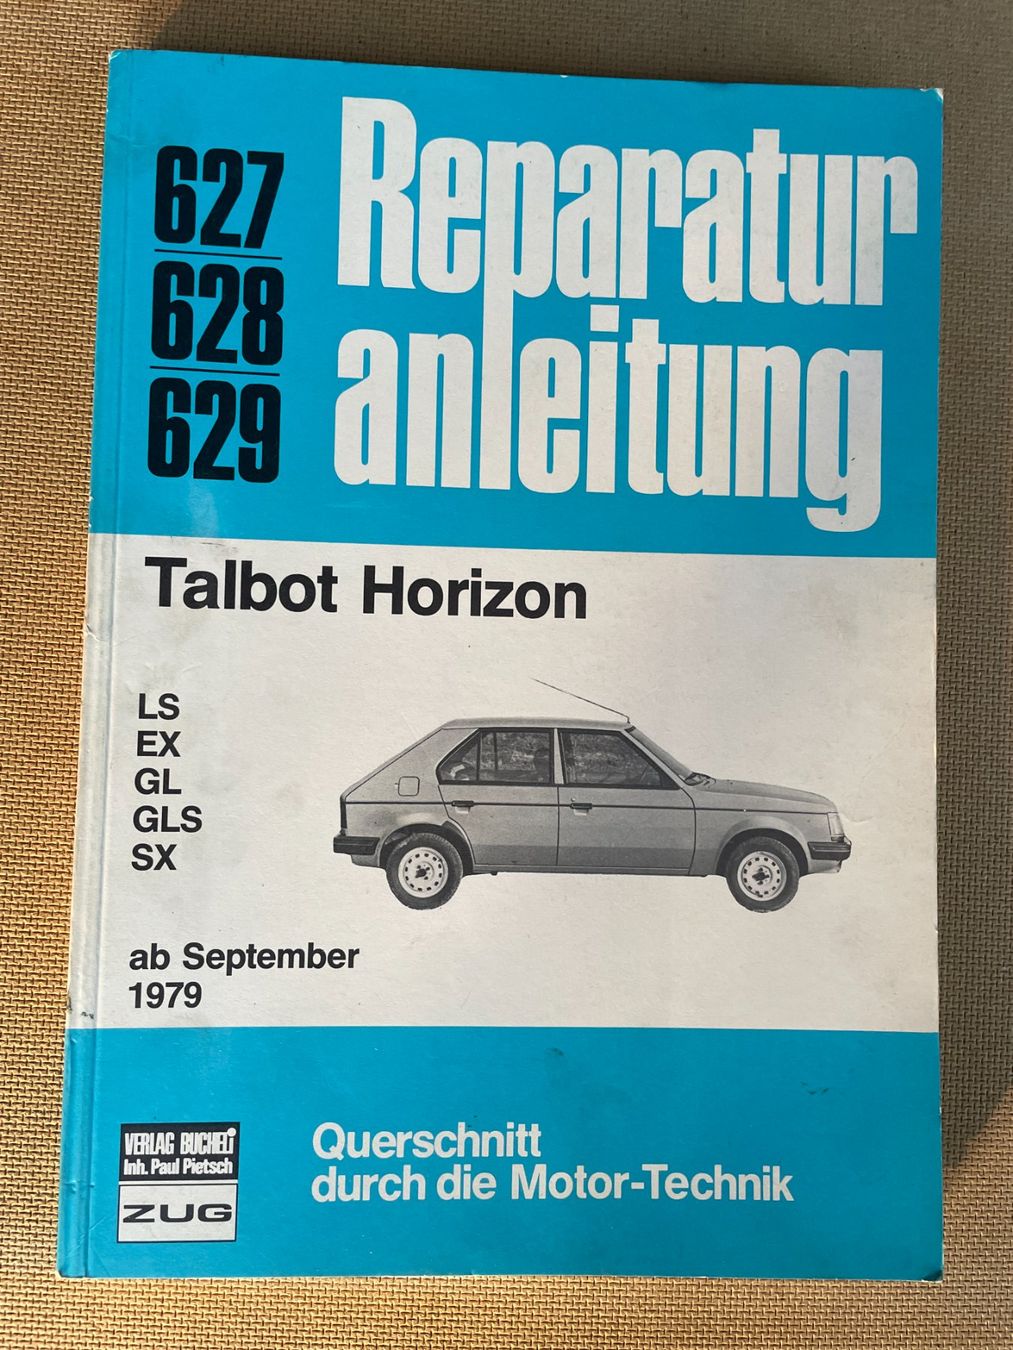 627
628
629
Reparatur
anleitung
Talbot Horizon
LS
EX
GL
GLS
SX
ab September
1979
VERLAG BUCHELi
Inh. Paul Pietsch
ZUG
Querschnitt
durch die Motor-Technik